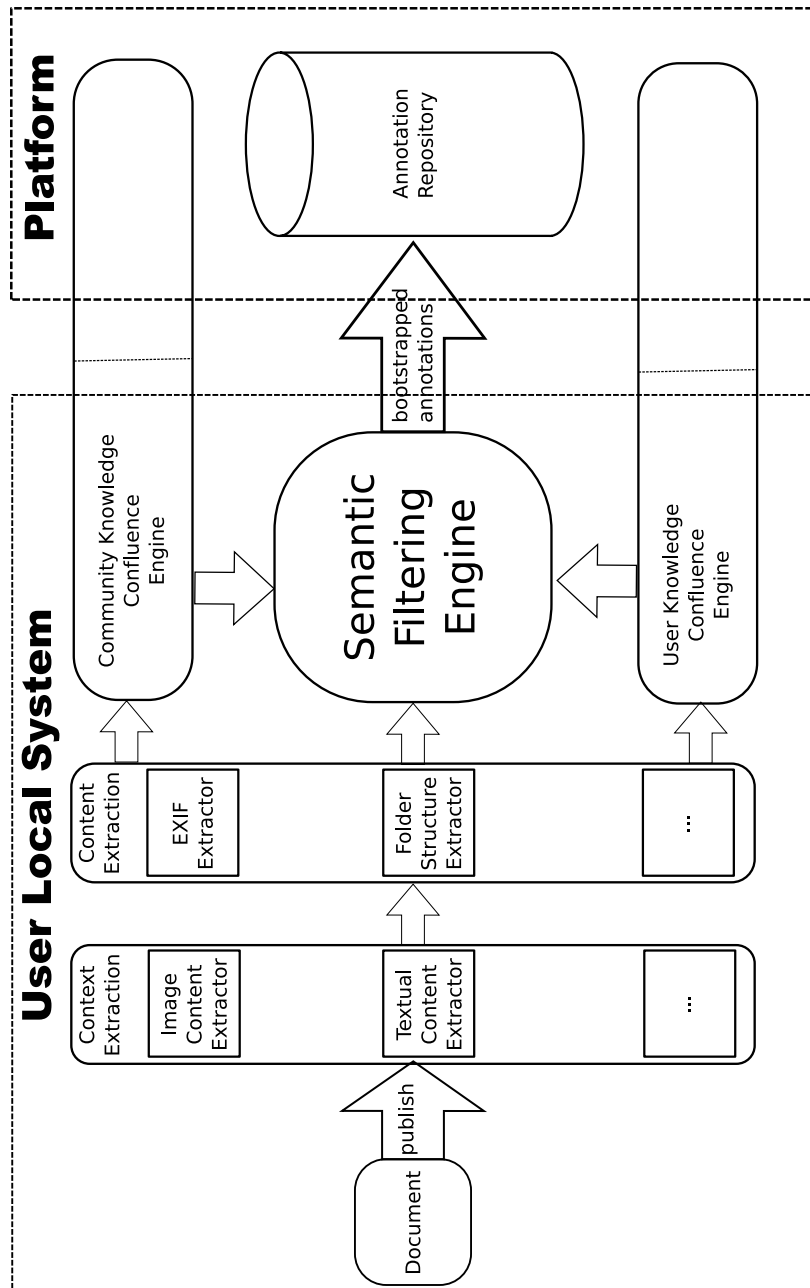 User Local System
Platform
Document
publish
Context
Extraction
Image
Content
Extractor
Textual
Content
Extractor
...
Content
Extraction
EXIF
Extractor
Folder
Structure
Extractor
...
Community Knowledge
Confluence
Engine
Semantic
Filtering
Engine
User Knowledge
Confluence
Engine
bootstrapped
annotations
Annotation
Repository